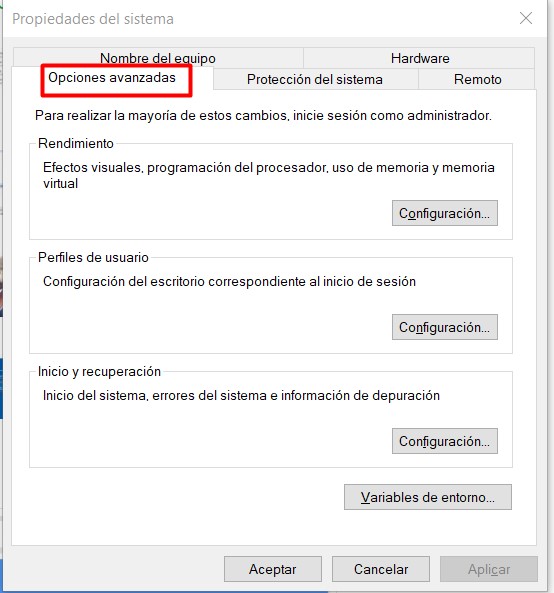 Propiedades del sistema
Nombre del equipo
Hardware
Opciones avanzadas
Protección del sistema
Remoto
Para realizar la mayoría de estos cambios, inicie sesión como administrador.
Rendimiento
Efectos visuales, programación del procesador, uso de memoria y memoria
virtual
Configuración...
Perfiles de usuario
Configuración del escritorio correspondiente al inicio de sesión
Configuración...
Inicio y recuperación
Inicio del sistema, errores del sistema e información de depuración
Configuración...
Variables de entorno...
Aceptar
Cancelar
Aplicar